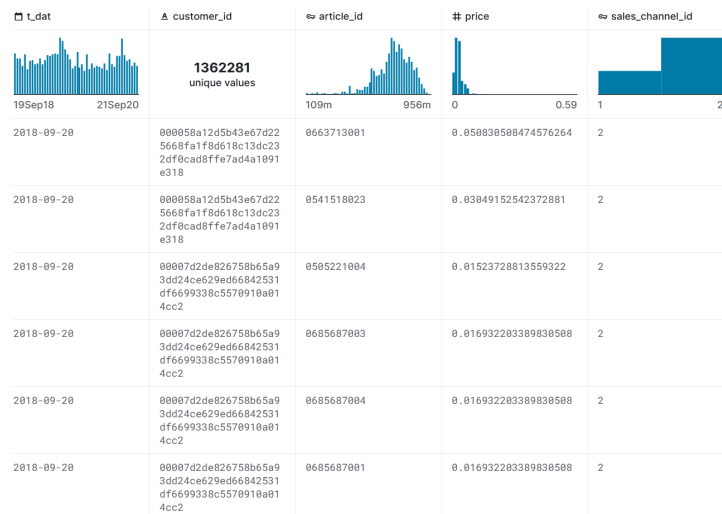 t_dat customer_id article_id price sales_channel_id
1362281
unique values
19Sep18 21Sep20 109m 956m 0 0.59 1 2
2018-09-20 000058a12d5b43e67d22 0663713001 0.050830508474576264 2
5668fa1f8d618c13dc23
2df0cad8ffe7ad4a1091
e318
2018-09-20 000058a12d5b43e67d22 0541518023 0.03049152542372881 2
5668fa1f8d618c13dc23
2df0cad8ffe7ad4a1091
e318
2018-09-20 00007d2de826758b65a9 0505221004 0.01523728813559322 2
3dd24ce629ed66842531
df6699338c5570910a01
4cc2
2018-09-20 00007d2de826758b65a9 0685687003 0.016932203389830508 2
3dd24ce629ed66842531
df6699338c5570910a01
4cc2
2018-09-20 00007d2de826758b65a9 0685687004 0.016932203389830508 2
3dd24ce629ed66842531
df6699338c5570910a01
4cc2
2018-09-20 00007d2de826758b65a9 0685687001 0.016932203389830508 2
3dd24ce629ed66842531
df6699338c5570910a01
4cc2